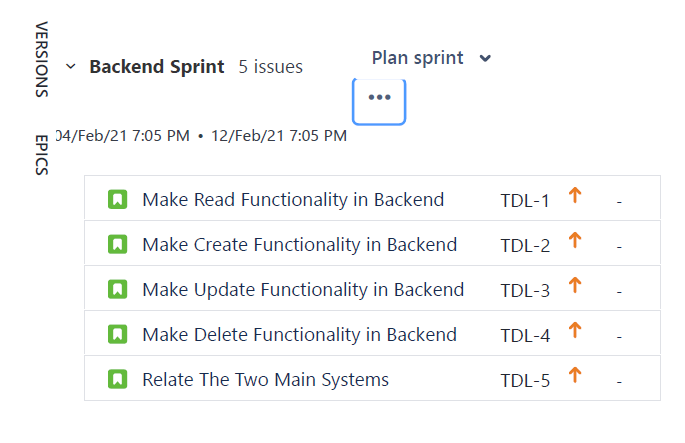 VERSIONS
EPICS
Backend Sprint 5 issues
Plan sprint
•••
04/Feb/21 7:05 PM • 12/Feb/21 7:05 PM
Make Read Functionality in Backend TDL-1 -
Make Create Functionality in Backend TDL-2 -
Make Update Functionality in Backend TDL-3 -
Make Delete Functionality in Backend TDL-4 -
Relate The Two Main Systems TDL-5 -